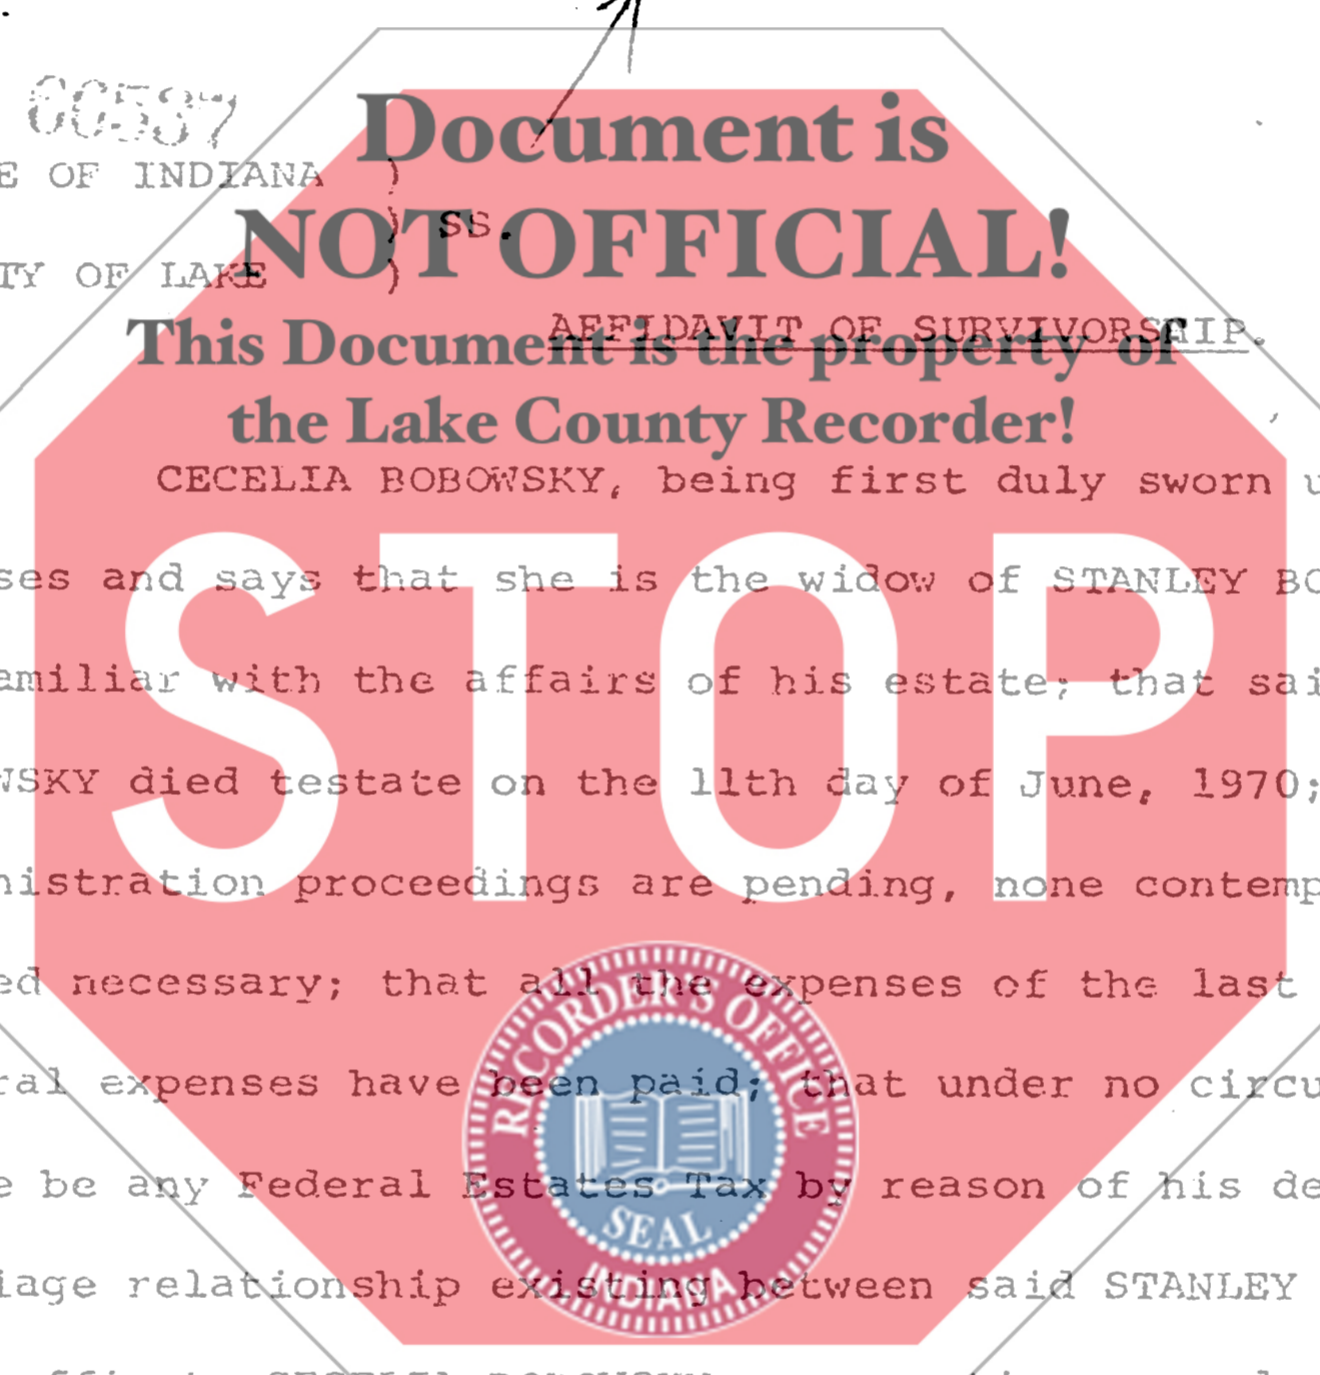 60537
E OF INDIANA )
) SS.
TY OF LAKE )
Document is
NOT OFFICIAL!
This Document is the property of
the Lake County Recorder!
AFFIDAVIT OF SURVIVORSHIP.
CECELIA BOBOWSKY, being first duly sworn u
ses and says that she is the widow of STANLEY BO
amiliar with the affairs of his estate; that sai
WSKY died testate on the 11th day of June, 1970;
nistration proceedings are pending, none contemp
ed necessary; that all the expenses of the last
ral expenses have been paid; that under no circu
e be any Federal Estates Tax by reason of his de
iage relationship existing between said STANLEY
STOP
RECORDER'S OFFICE
SEAL
INDIANA